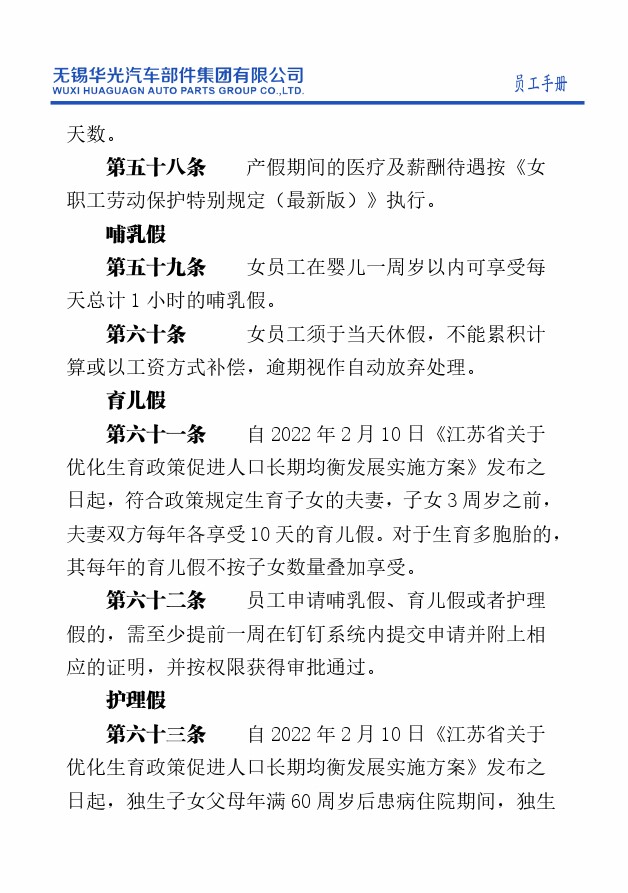 无锡华光汽车部件集团有限公司
WUXI HUAGUAGN AUTO PARTS GROUP CO.,LTD.
员工手册
天数。
第五十八条 产假期间的医疗及薪酬待遇按《女
职工劳动保护特别规定（最新版）》执行。
哺乳假
第五十九条 女员工在婴儿一周岁以内可享受每
天总计1小时的哺乳假。
第六十条 女员工须于当天休假，不能累积计
算或以工资方式补偿，逾期视作自动放弃处理。
育儿假
第六十一条 自2022年2月10日《江苏省关于
优化生育政策促进人口长期均衡发展实施方案》发布之
日起，符合政策规定生育子女的夫妻，子女3周岁之前，
夫妻双方每年各享受10天的育儿假。对于生育多胞胎的，
其每年的育儿假不按子女数量叠加享受。
第六十二条 员工申请哺乳假、育儿假或者护理
假的，需至少提前一周在钉钉系统内提交申请并附上相
应的证明，并按权限获得审批通过。
护理假
第六十三条 自2022年2月10日《江苏省关于
优化生育政策促进人口长期均衡发展实施方案》发布之
日起，独生子女父母年满60周岁后患病住院期间，独生